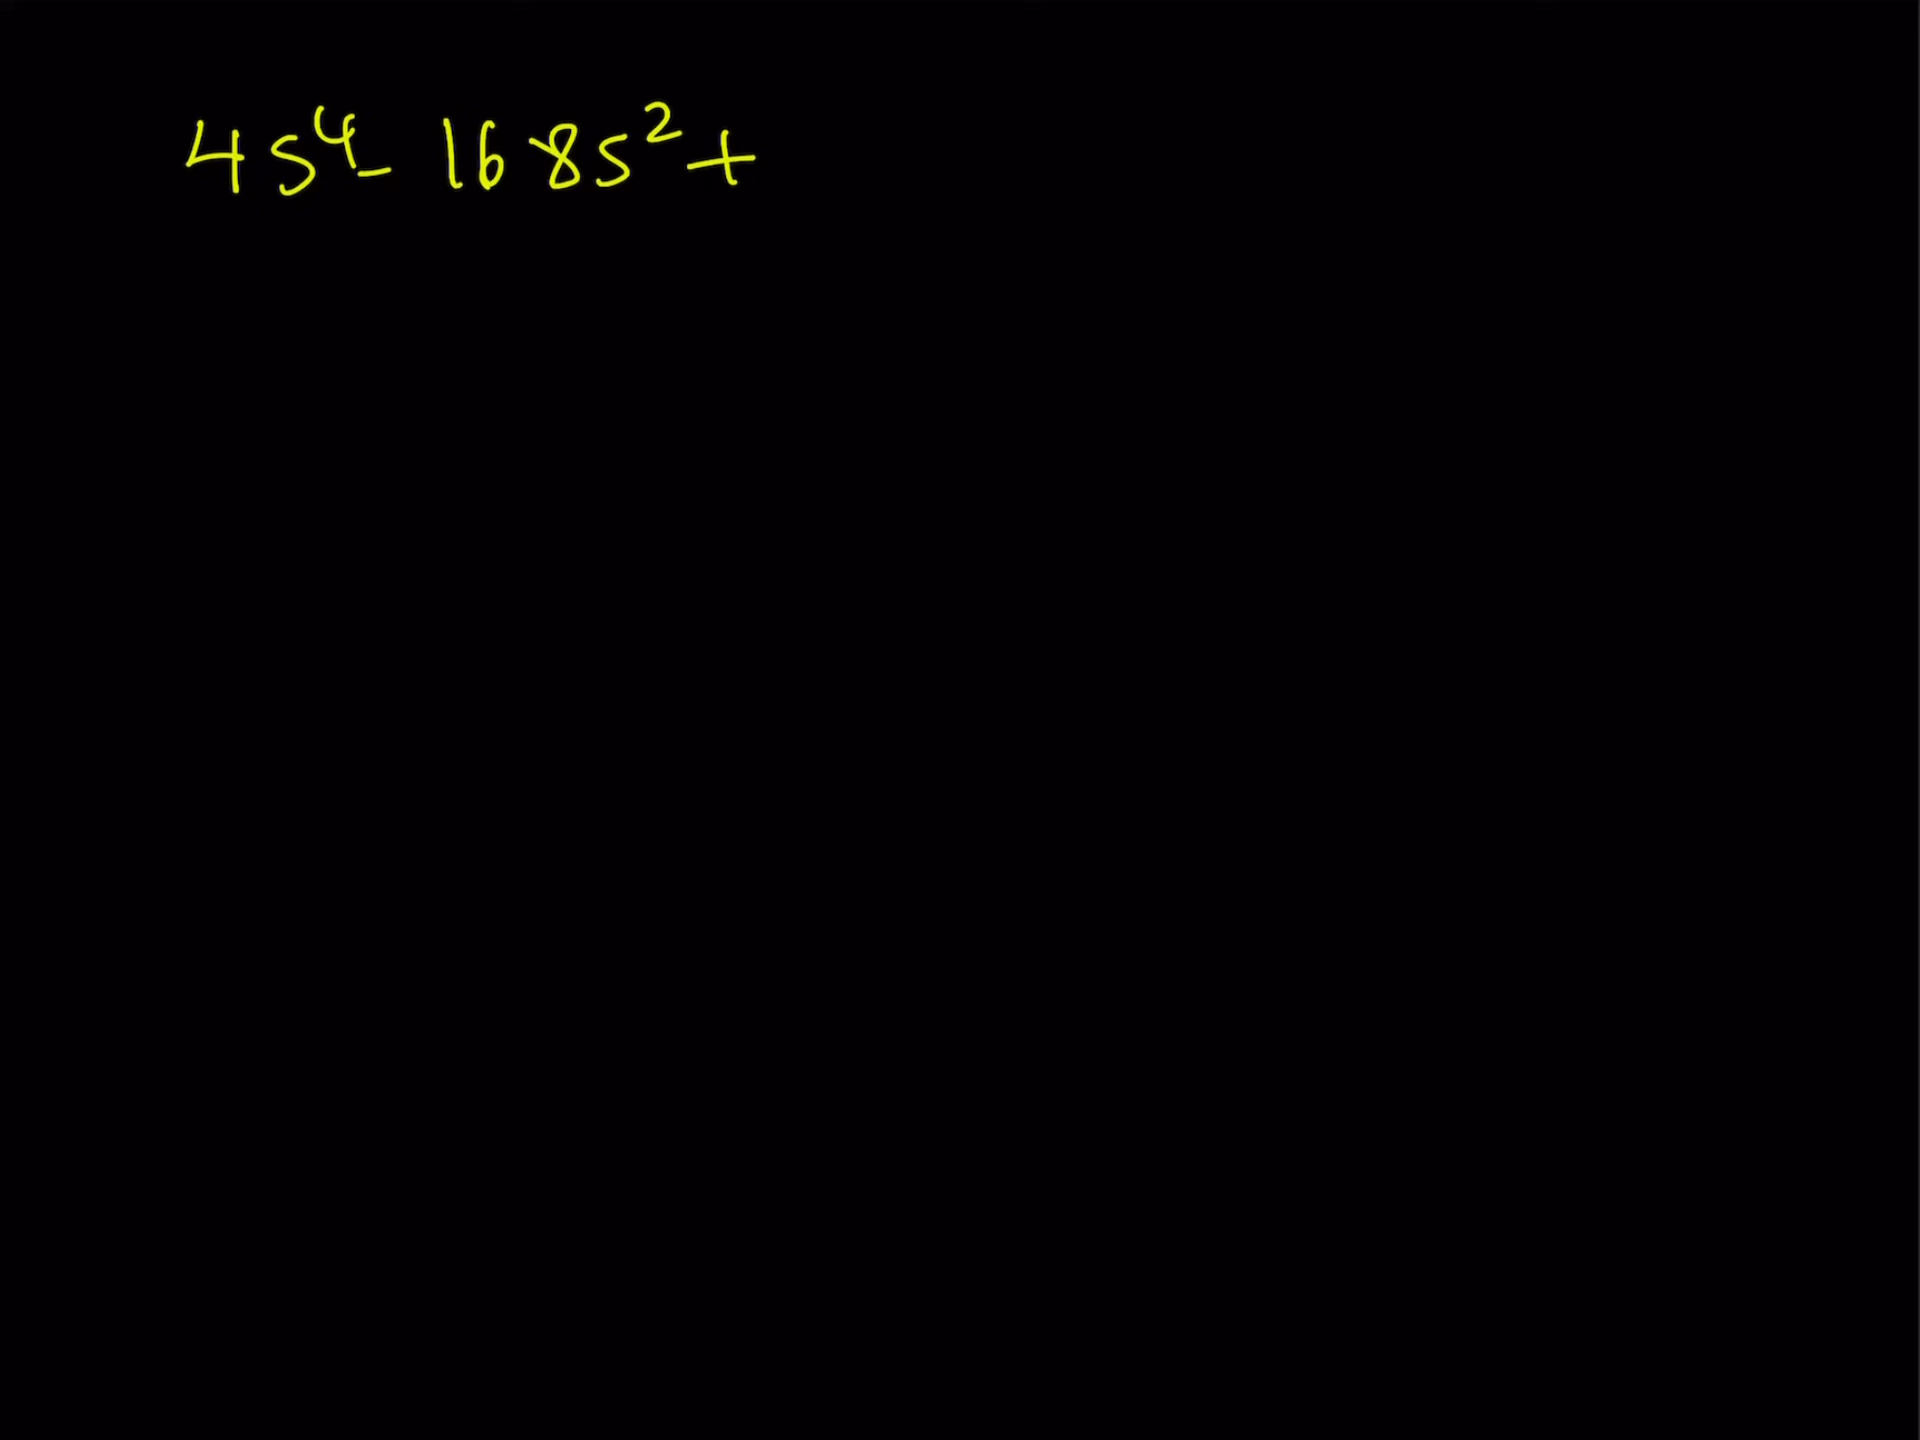 4s⁴ - 168s² +